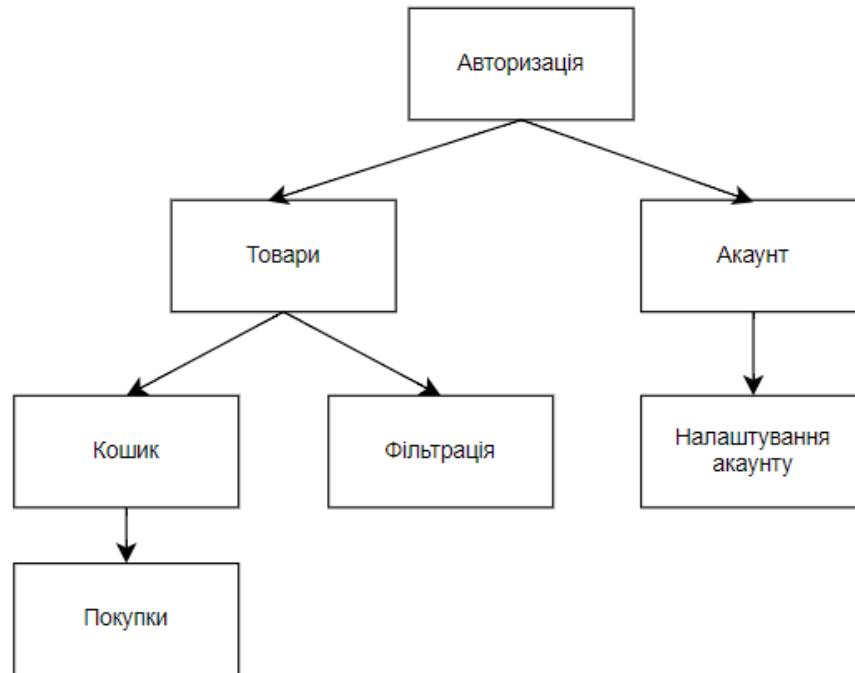 Авторизація
Товари
Акаунт
Кошик
Фільтрація
Налаштування
акаунту
Покупки